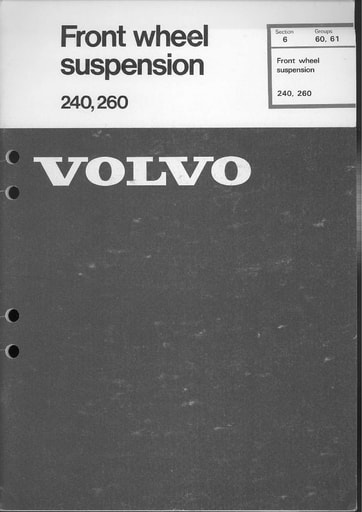 Front wheel
suspension
240, 260
Section Groups
6 60, 61
Front wheel
suspension
240, 260
VOLVO